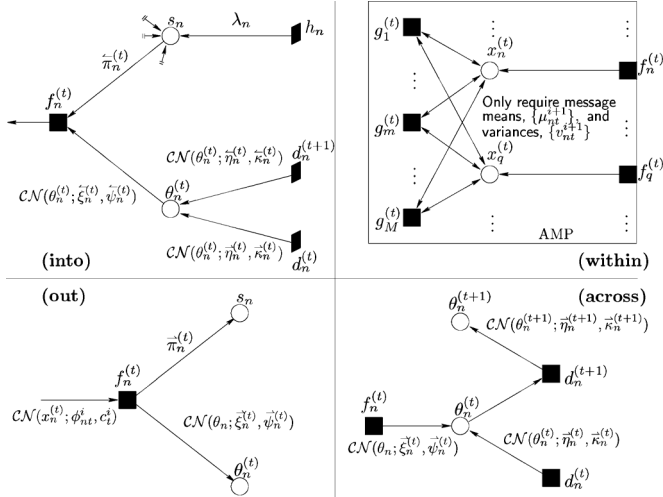 s_n
λ_n
h_n
π⃖_n^(t)
f_n^(t)
CN(θ_n^(t); η⃖_n^(t), κ⃖_n^(t))
d_n^(t+1)
CN(θ_n^(t); ξ⃖_n^(t), ψ⃖_n^(t))
θ_n^(t)
CN(θ_n^(t); η⃗_n^(t), κ⃗_n^(t))
d_n^(t)
(into)
g_1^(t)
x_n^(t)
f_n^(t)
Only require message
means, {μ_nt^{i+1}}, and
variances, {v_nt^{i+1}}
g_m^(t)
x_q^(t)
f_q^(t)
g_M^(t)
AMP
(within)
(out)
s_n
π⃗_n^(t)
f_n^(t)
CN(x_n^(t); φ_nt^i, c_t^i)
CN(θ_n; ξ⃗_n^(t), ψ⃗_n^(t))
θ_n^(t)
(across)
θ_n^(t+1)
CN(θ_n^(t+1); η⃗_n^(t+1), κ⃗_n^(t+1))
d_n^(t+1)
f_n^(t)
θ_n^(t)
CN(θ_n; ξ⃗_n^(t), ψ⃗_n^(t))
CN(θ_n^(t); η⃗_n^(t), κ⃗_n^(t))
d_n^(t)